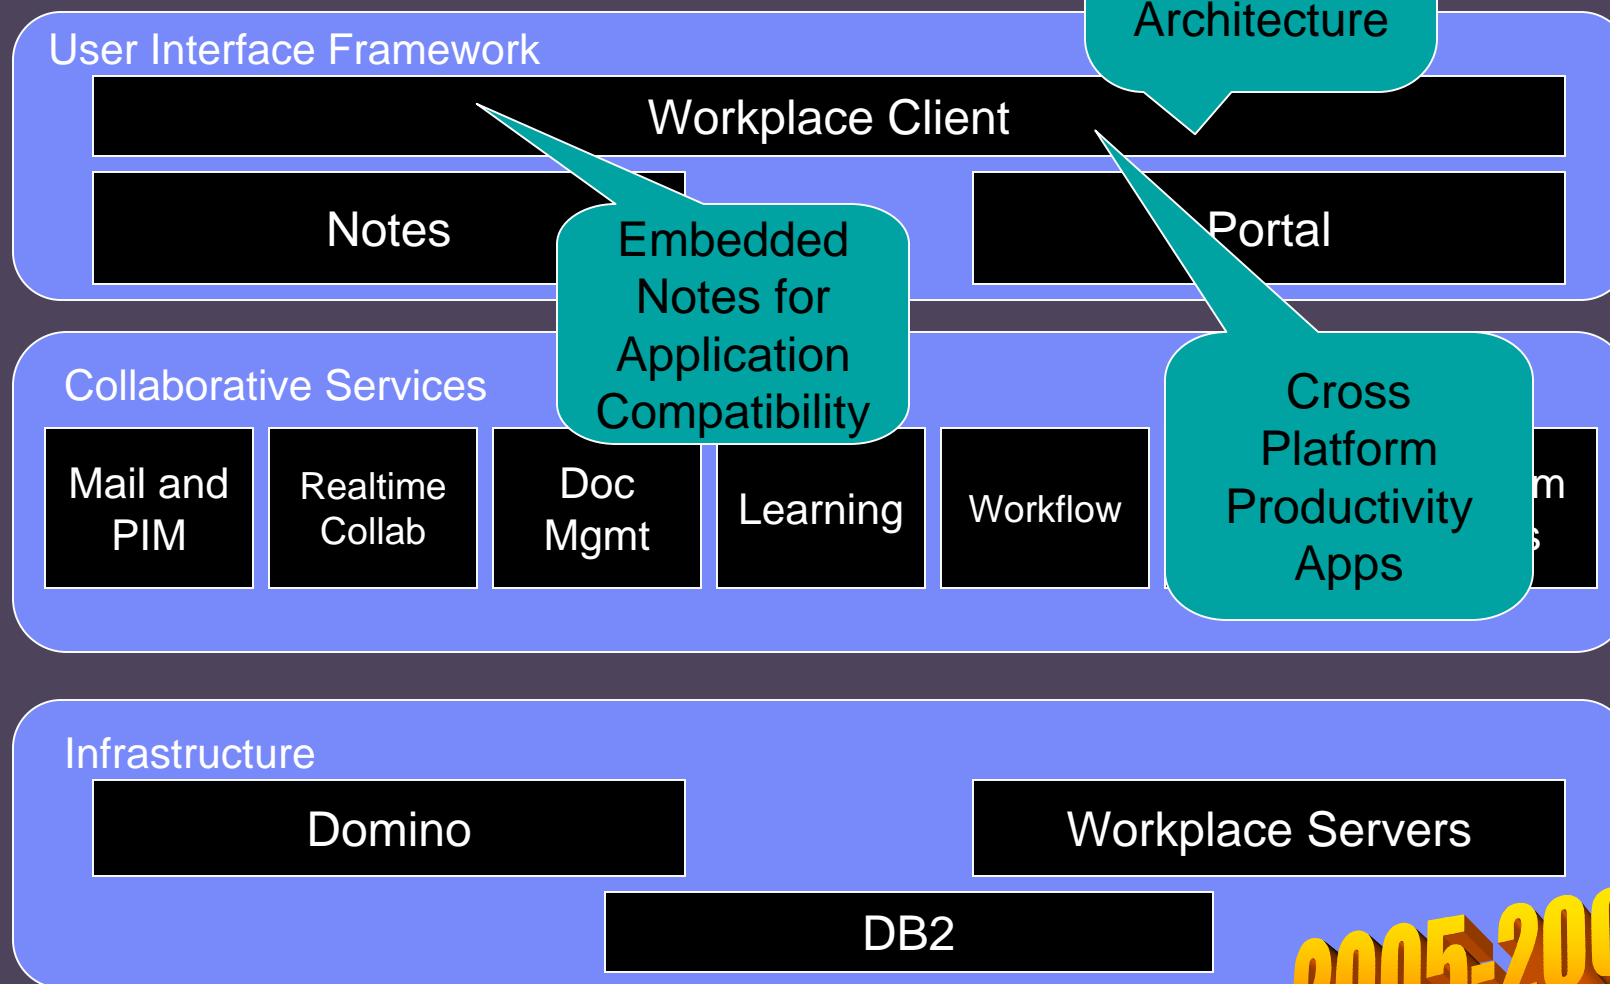 Architecture
User Interface Framework
Workplace Client
Notes
Portal
Embedded
Notes for
Application
Compatibility
Collaborative Services
Cross
Platform
Productivity
Apps
Mail and
PIM
Realtime
Collab
Doc
Mgmt
Learning
Workflow
m
s
Infrastructure
Domino
Workplace Servers
DB2